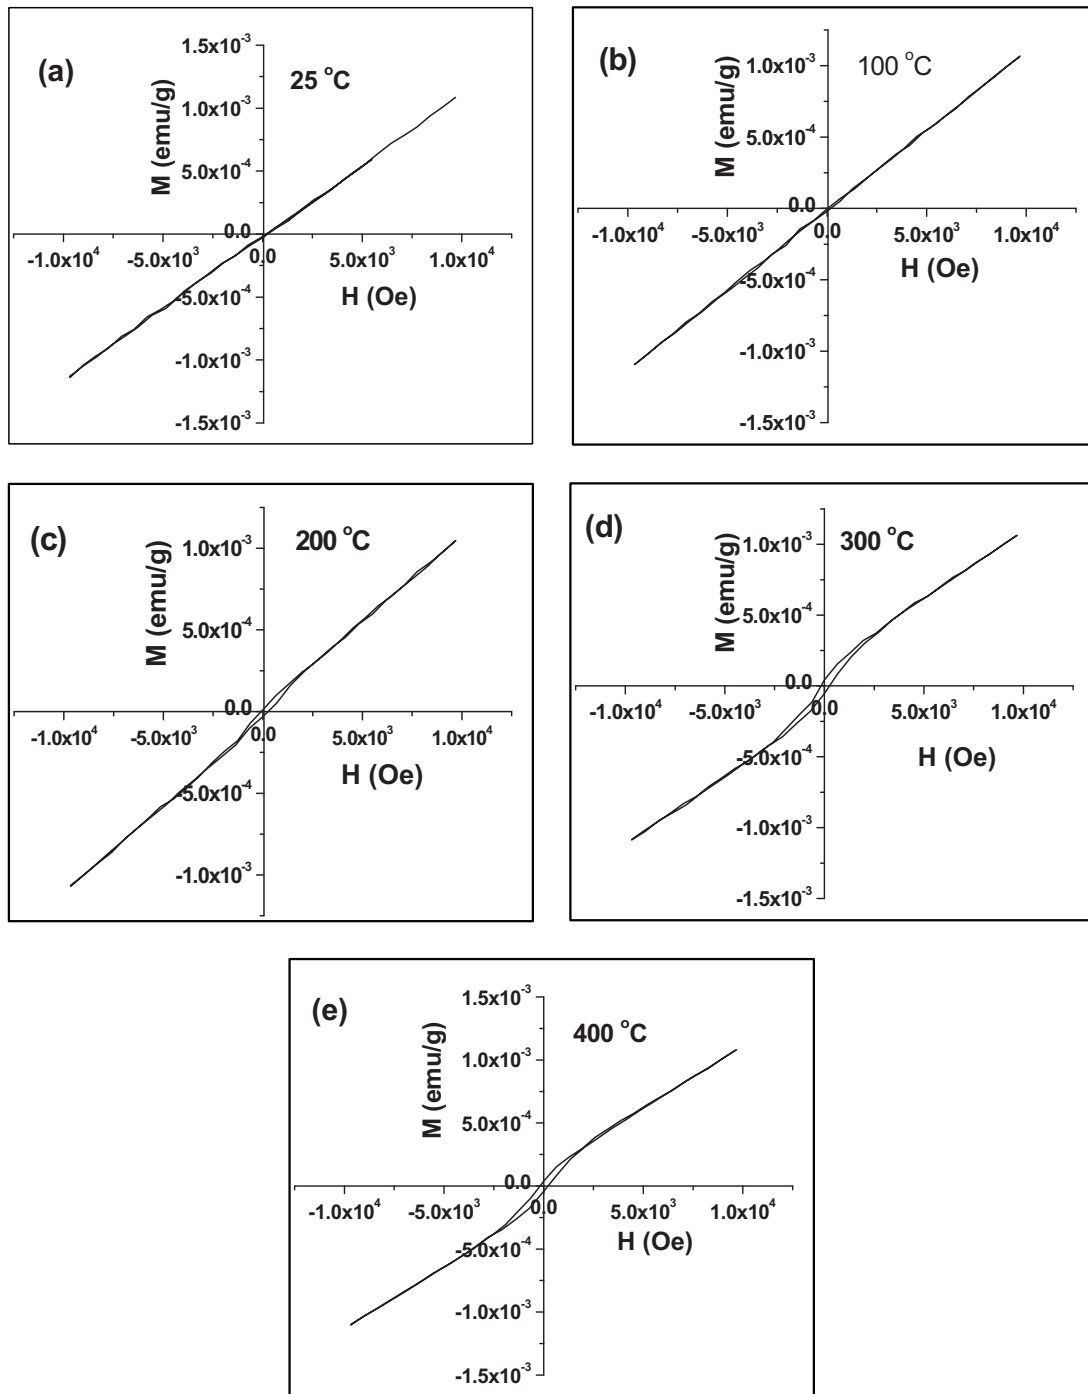 (a)
25 °C
M (emu/g)
1.5x10⁻³
1.0x10⁻³
5.0x10⁻⁴
0.0
-5.0x10⁻⁴
-1.0x10⁻³
-1.5x10⁻³
-1.0x10⁴
-5.0x10³
0.0
5.0x10³
1.0x10⁴
H (Oe)
(b)
100 °C
M (emu/g)
1.0x10⁻³
5.0x10⁻⁴
0.0
-5.0x10⁻⁴
-1.0x10⁻³
-1.5x10⁻³
-1.0x10⁴
-5.0x10³
0.0
5.0x10³
1.0x10⁴
H (Oe)
(c)
200 °C
M (emu/g)
1.0x10⁻³
5.0x10⁻⁴
0.0
-5.0x10⁻⁴
-1.0x10⁻³
-1.0x10⁴
-5.0x10³
0.0
5.0x10³
1.0x10⁴
H (Oe)
(d)
300 °C
M (emu/g)
1.0x10⁻³
5.0x10⁻⁴
0.0
-5.0x10⁻⁴
-1.0x10⁻³
-1.5x10⁻³
-1.0x10⁴
-5.0x10³
0.0
5.0x10³
1.0x10⁴
H (Oe)
(e)
400 °C
M (emu/g)
1.5x10⁻³
1.0x10⁻³
5.0x10⁻⁴
0.0
-5.0x10⁻⁴
-1.0x10⁻³
-1.5x10⁻³
-1.0x10⁴
-5.0x10³
0.0
5.0x10³
1.0x10⁴
H (Oe)